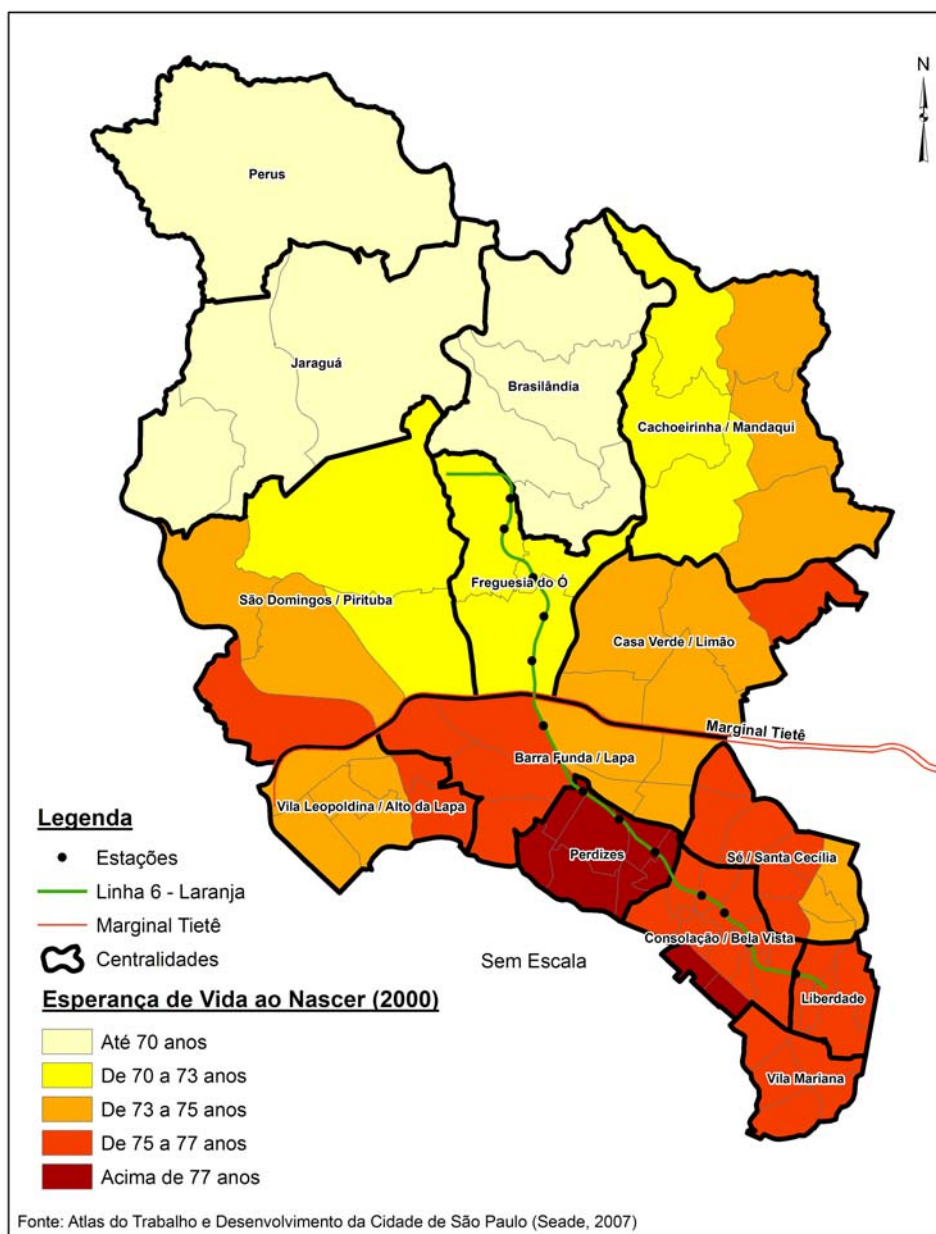 N
Perus
Jaraguá
Brasilândia
Cachoeirinha / Mandaqui
Freguesia do Ó
São Domingos / Pirituba
Casa Verde / Limão
Marginal Tietê
Barra Funda / Lapa
Vila Leopoldina / Alto da Lapa
Perdizes
Sé / Santa Cecília
Consolação / Bela Vista
Liberdade
Vila Mariana
Legenda
Estações
Linha 6 - Laranja
Marginal Tietê
Centralidades
Sem Escala
Esperança de Vida ao Nascer (2000)
Até 70 anos
De 70 a 73 anos
De 73 a 75 anos
De 75 a 77 anos
Acima de 77 anos
Fonte: Atlas do Trabalho e Desenvolvimento da Cidade de São Paulo (Seade, 2007)